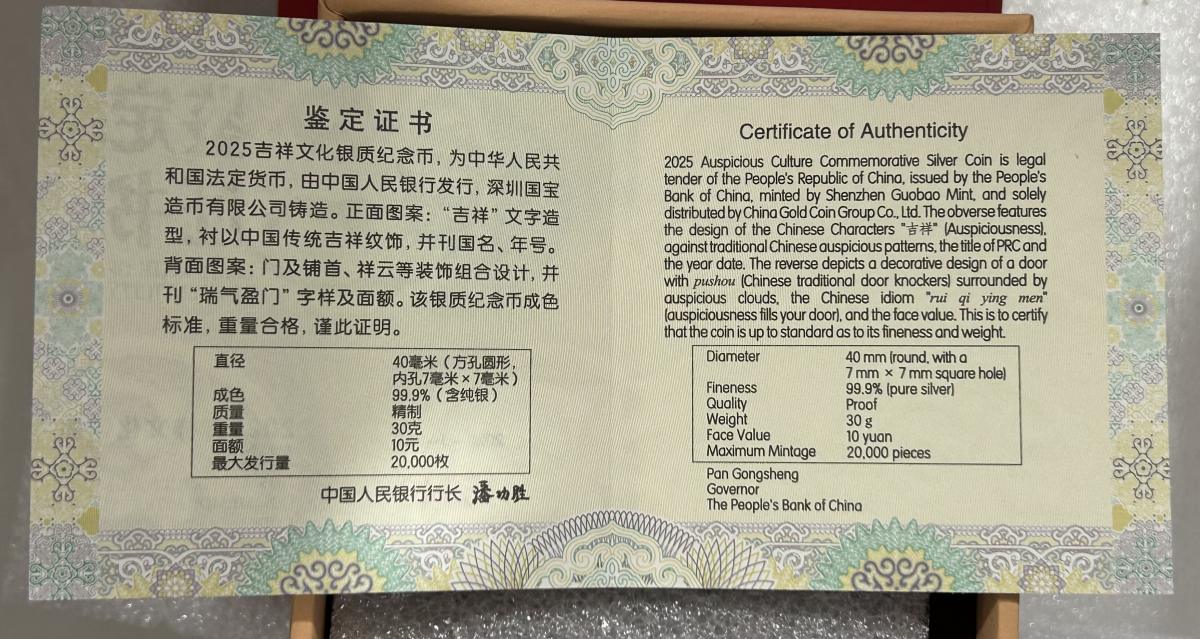 鉴定证书
2025吉祥文化银质纪念币，为中华人民共
和国法定货币，由中国人民银行发行，深圳国宝
造币有限公司铸造。正面图案：“吉祥”文字造
型，衬以中国传统吉祥纹饰，并刊国名、年号。
背面图案：门及铺首、祥云等装饰组合设计，并
刊“瑞气盈门”字样及面额。该银质纪念币成色
标准，重量合格，谨此证明。
直径 40毫米（方孔圆形，
内孔7毫米×7毫米）
成色 99.9%（含纯银）
质量 精制
重量 30克
面额 10元
最大发行量 20,000枚
中国人民银行行长 潘功胜
Certificate of Authenticity
2025 Auspicious Culture Commemorative Silver Coin is legal
tender of the People's Republic of China, issued by the People's
Bank of China, minted by Shenzhen Guobao Mint, and solely
distributed by China Gold Coin Group Co., Ltd. The obverse features
the design of the Chinese Characters "吉祥" (Auspiciousness),
against traditional Chinese auspicious patterns, the title of PRC and
the year date. The reverse depicts a decorative design of a door
with pushou (Chinese traditional door knockers) surrounded by
auspicious clouds, the Chinese idiom "rui qi ying men"
(auspiciousness fills your door), and the face value. This is to certify
that the coin is up to standard as to its fineness and weight.
Diameter 40 mm (round, with a
7 mm × 7 mm square hole)
Fineness 99.9% (pure silver)
Quality Proof
Weight 30 g
Face Value 10 yuan
Maximum Mintage 20,000 pieces
Pan Gongsheng
Governor
The People's Bank of China